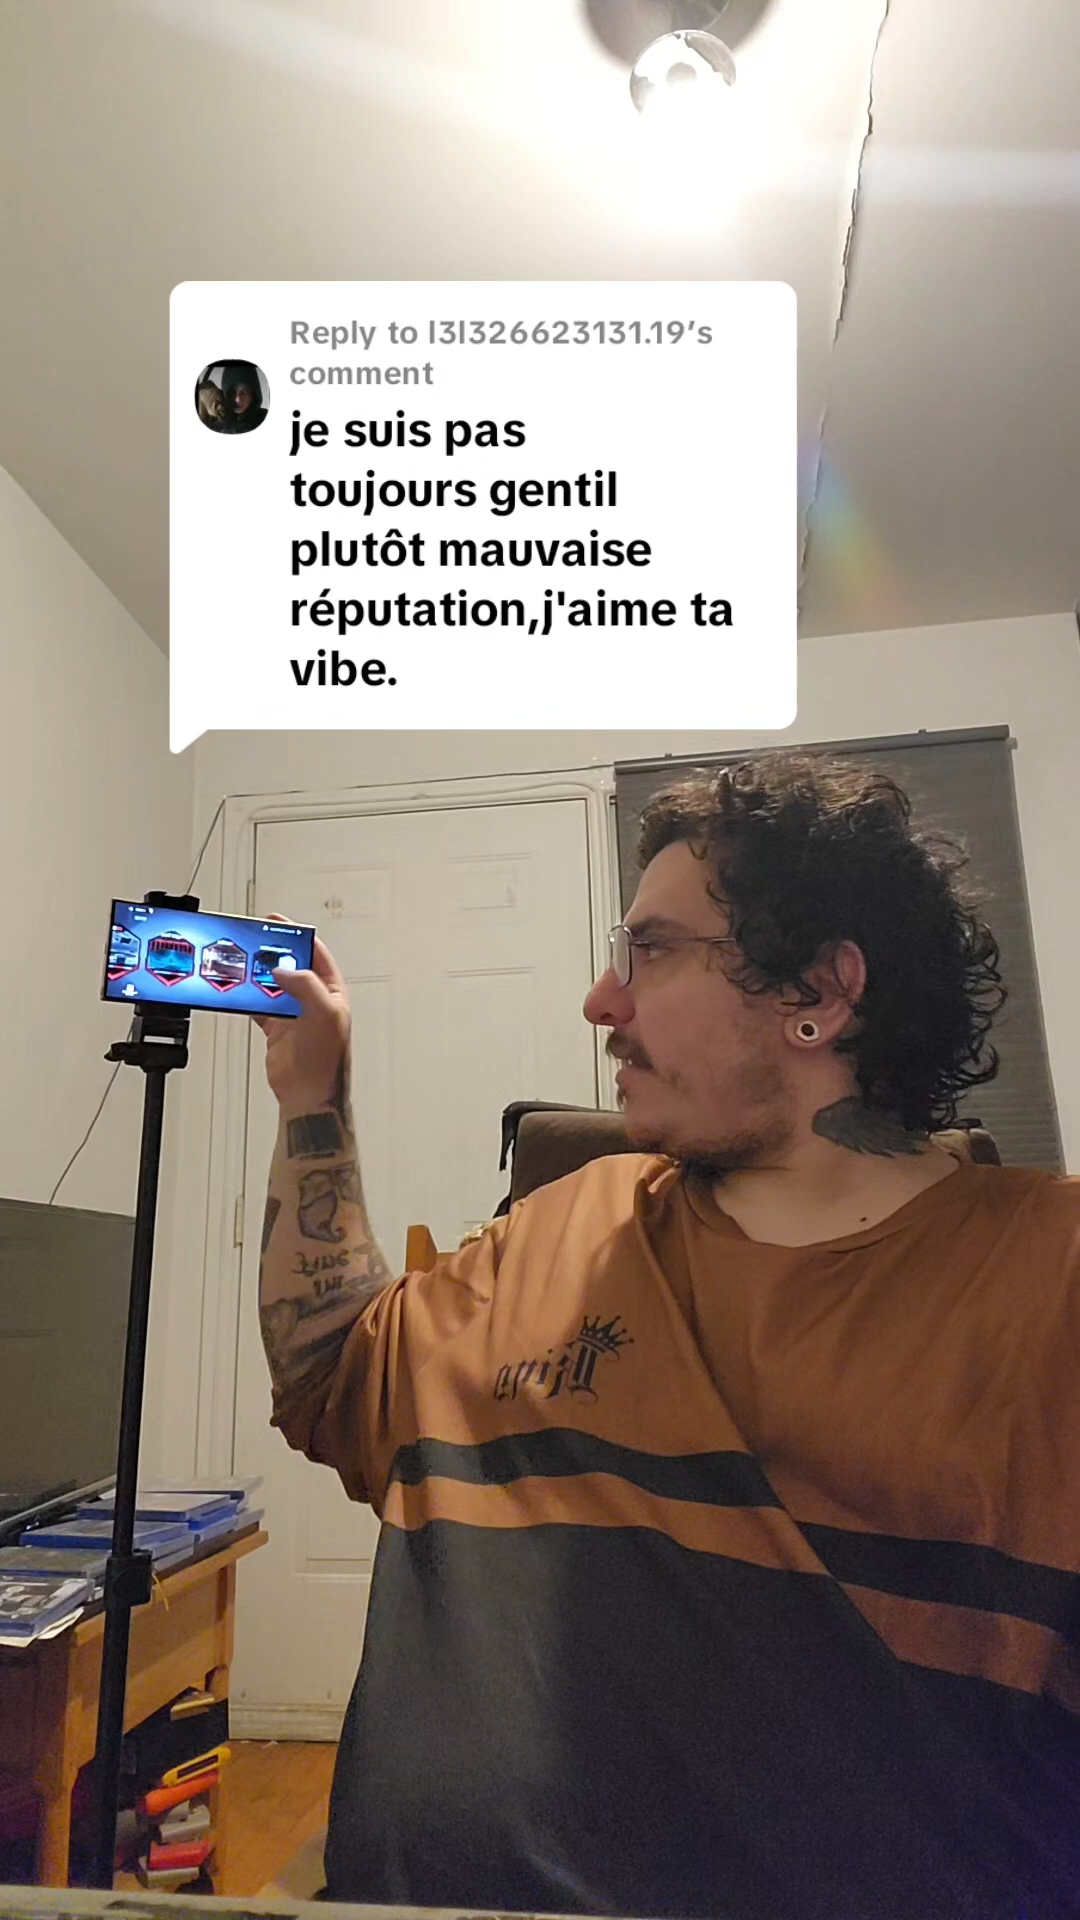 Reply to l3l326623131.19's
comment
je suis pas
toujours gentil
plutôt mauvaise
réputation,j'aime ta
vibe.